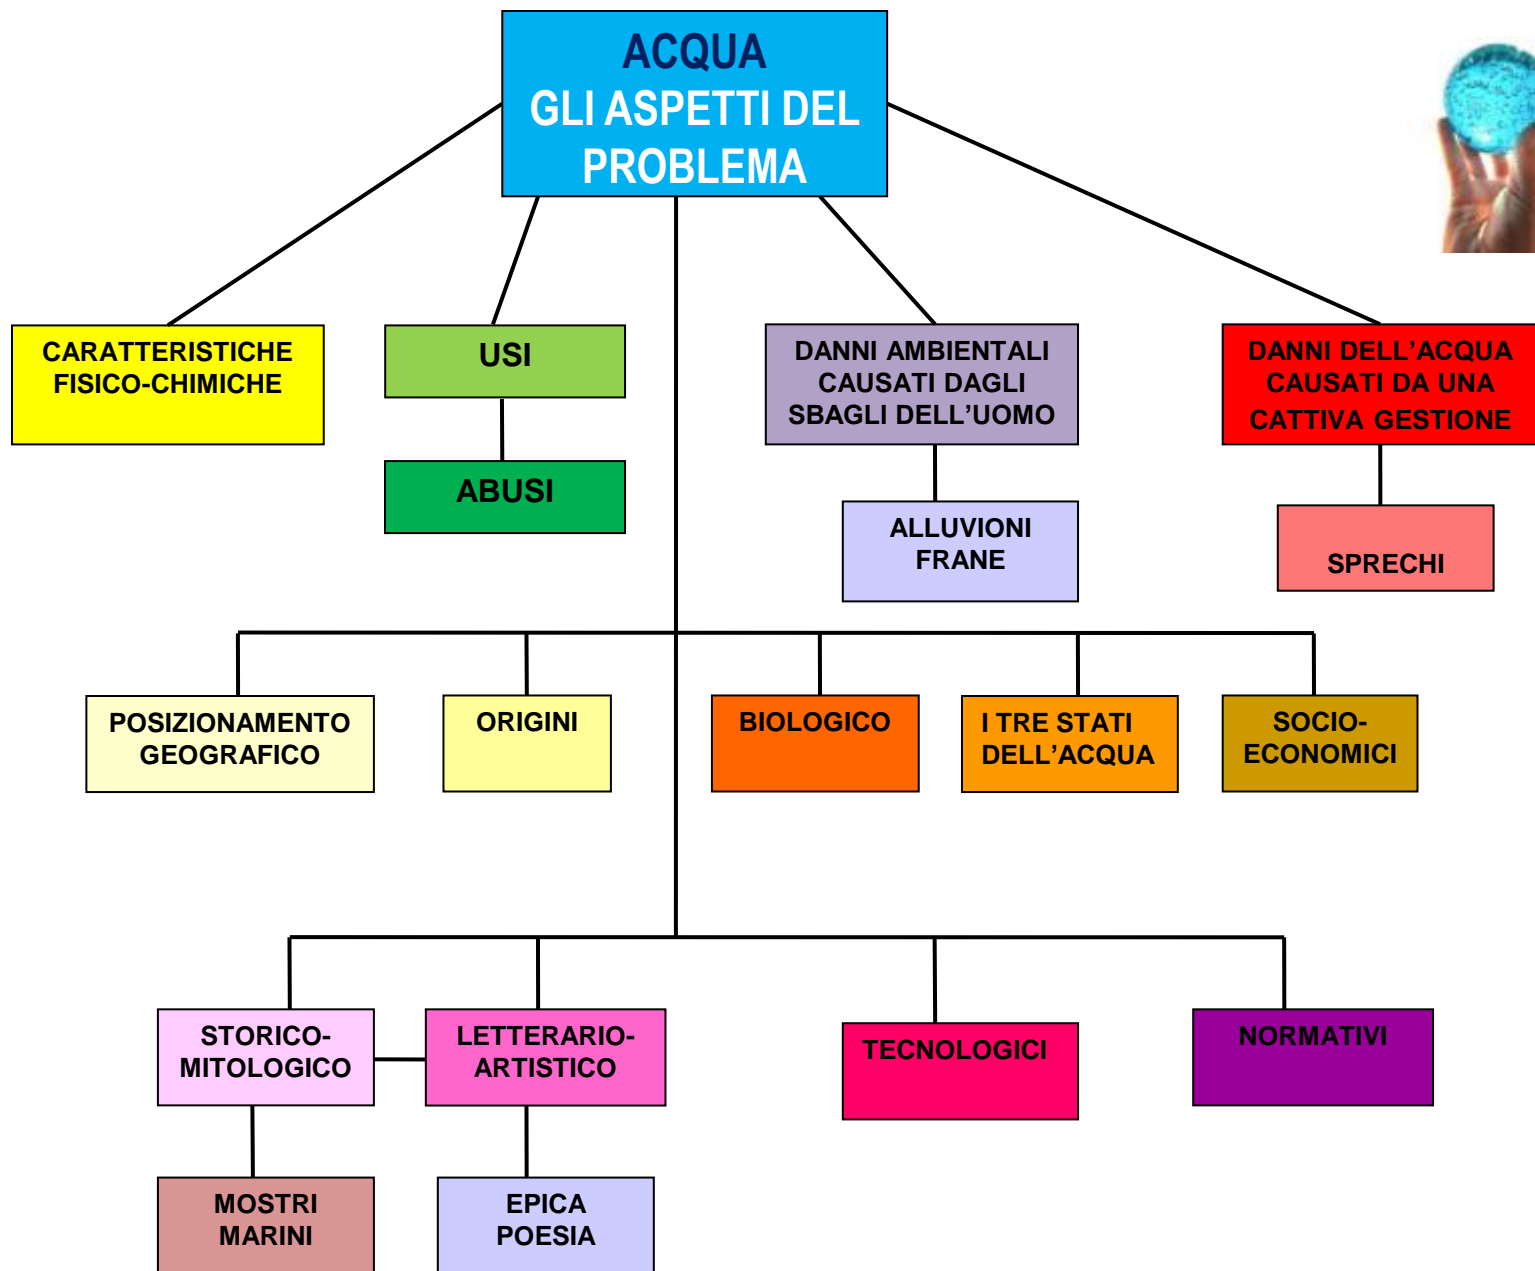 ACQUA
GLI ASPETTI DEL
PROBLEMA
CARATTERISTICHE
FISICO-CHIMICHE
USI
DANNI AMBIENTALI
CAUSATI DAGLI
SBAGLI DELL’UOMO
DANNI DELL’ACQUA
CAUSATI DA UNA
CATTIVA GESTIONE
ABUSI
ALLUVIONI
FRANE
SPRECHI
POSIZIONAMENTO
GEOGRAFICO
ORIGINI
BIOLOGICO
I TRE STATI
DELL’ACQUA
SOCIO-
ECONOMICI
STORICO-
MITOLOGICO
LETTERARIO-
ARTISTICO
TECNOLOGICI
NORMATIVI
MOSTRI
MARINI
EPICA
POESIA